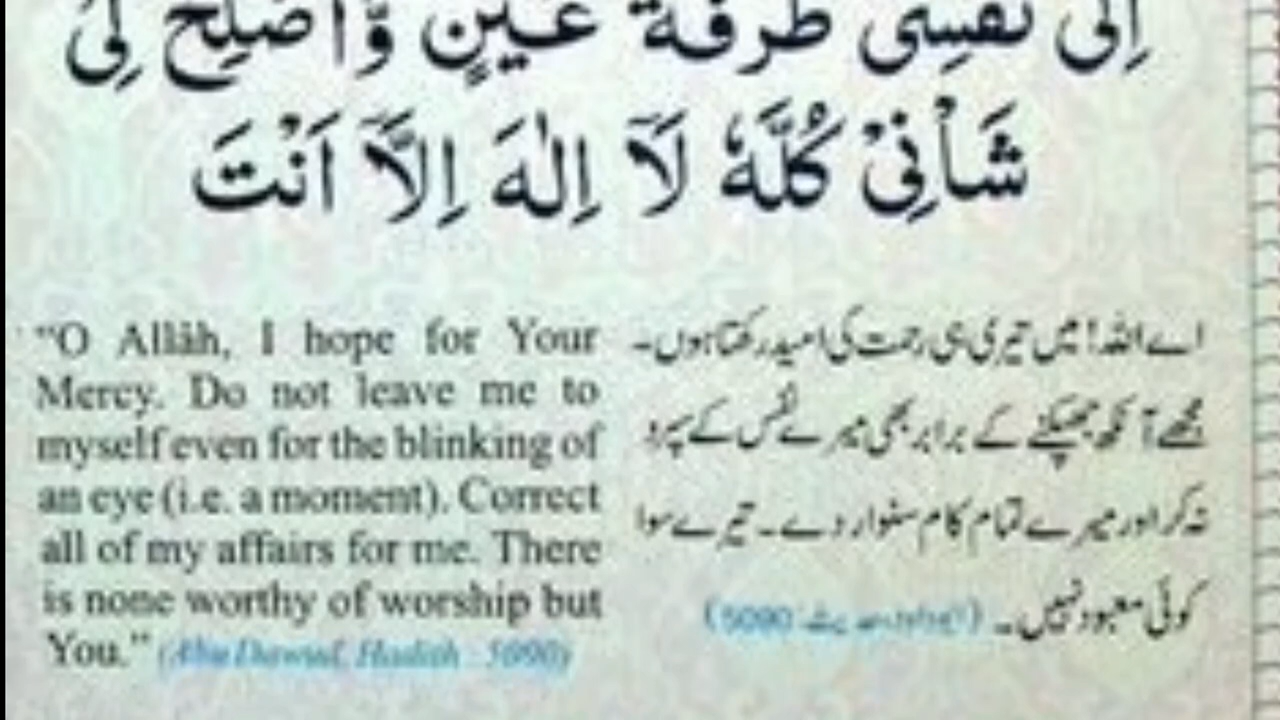 اِلٰى نَفْسِىْ طَرْفَةَ عَيْنٍ وَّاَصْلِحْ لِىْ
شَاْنِىْ كُلَّهٗ لَآ اِلٰهَ اِلَّآ اَنْتَ
"O Allâh, I hope for Your
Mercy. Do not leave me to
myself even for the blinking of
an eye (i.e. a moment). Correct
all of my affairs for me. There
is none worthy of worship but
You." (Abu Dawud, Hadith : 5090)
اے اللہ! میں تیری ہی رحمت کی امید رکھتا ہوں۔
مجھے آنکھ جھپکنے کے برابر بھی میرے نفس کے سپرد
نہ کر اور میرے تمام کام سنوار دے۔ تیرے سوا
کوئی معبود نہیں۔ (ابوداود، حدیث: 5090)